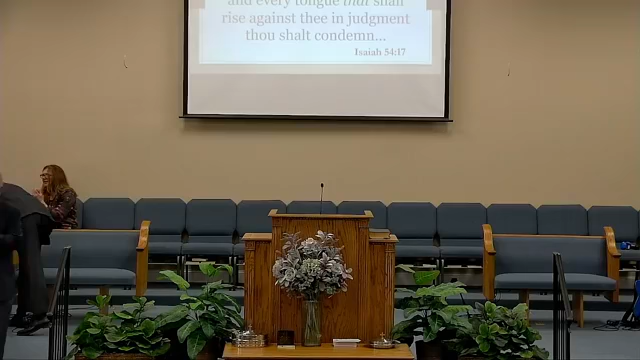 and every tongue that shall
rise against thee in judgment
thou shalt condemn...
Isaiah 54:17